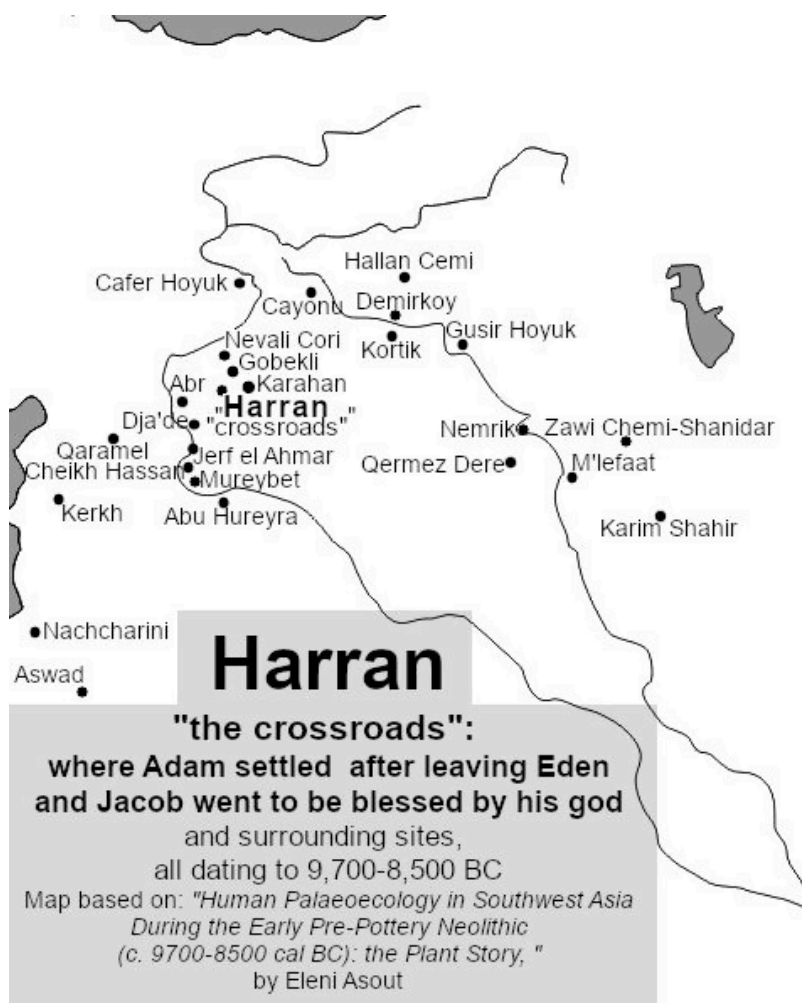 Hallan Cemi
Cafer Hoyuk
Cayonu
Demirkoy
Gusir Hoyuk
Kortik
Nevali Cori
Gobekli
Abr
Karahan
"Harran
Dja'de
"crossroads"
Nemrik
Zawi Chemi-Shanidar
Qaramel
Jerf el Ahmar
Qermez Dere
M'lefaat
Cheikh Hassan
Mureybet
Kerkh
Abu Hureyra
Karim Shahir
Nachcharini
Aswad
Harran
"the crossroads":
where Adam settled after leaving Eden
and Jacob went to be blessed by his god
and surrounding sites,
all dating to 9,700-8,500 BC
Map based on: "Human Palaeoecology in Southwest Asia
During the Early Pre-Pottery Neolithic
(c. 9700-8500 cal BC): the Plant Story, "
by Eleni Asout